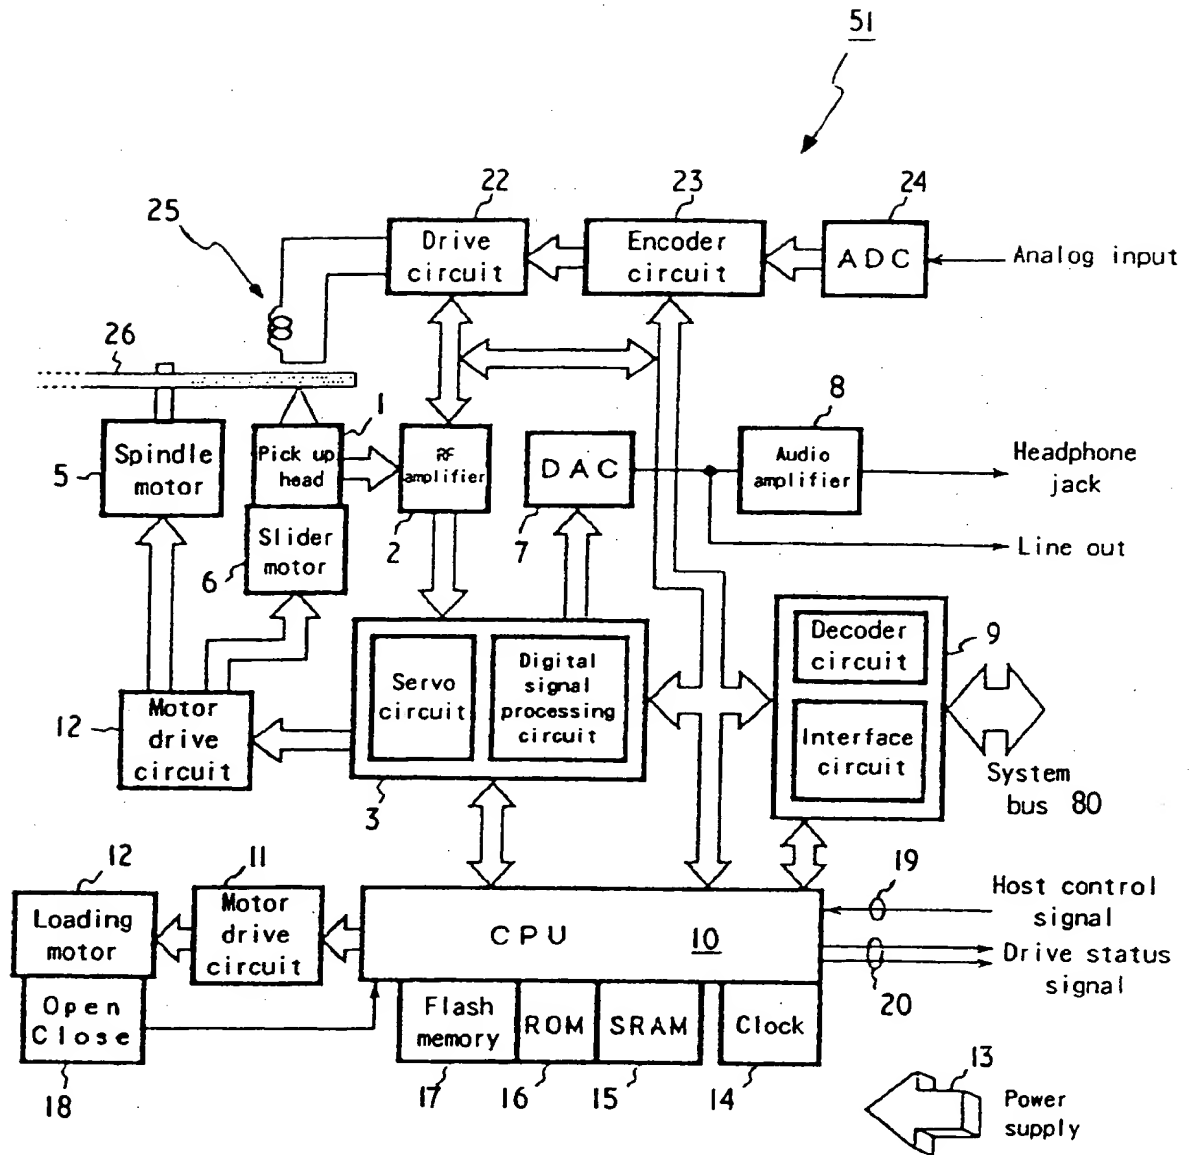 51
22
23
24
25
Drive
circuit
Encoder
circuit
ADC
Analog input
26
1
8
5
Spindle
motor
Pick up
head
RF
amplifier
DAC
Audio
amplifier
Headphone
jack
2
7
Line out
6
Slider
motor
Servo
circuit
Digital
signal
processing
circuit
Decoder
circuit
9
Interface
circuit
12
Motor
drive
circuit
3
System
bus 80
12
11
Loading
motor
Motor
drive
circuit
CPU 10
19
Host control
signal
Drive status
signal
20
Open
Close
Flash
memory
ROM
SRAM
Clock
18
17
16
15
14
13
Power
supply